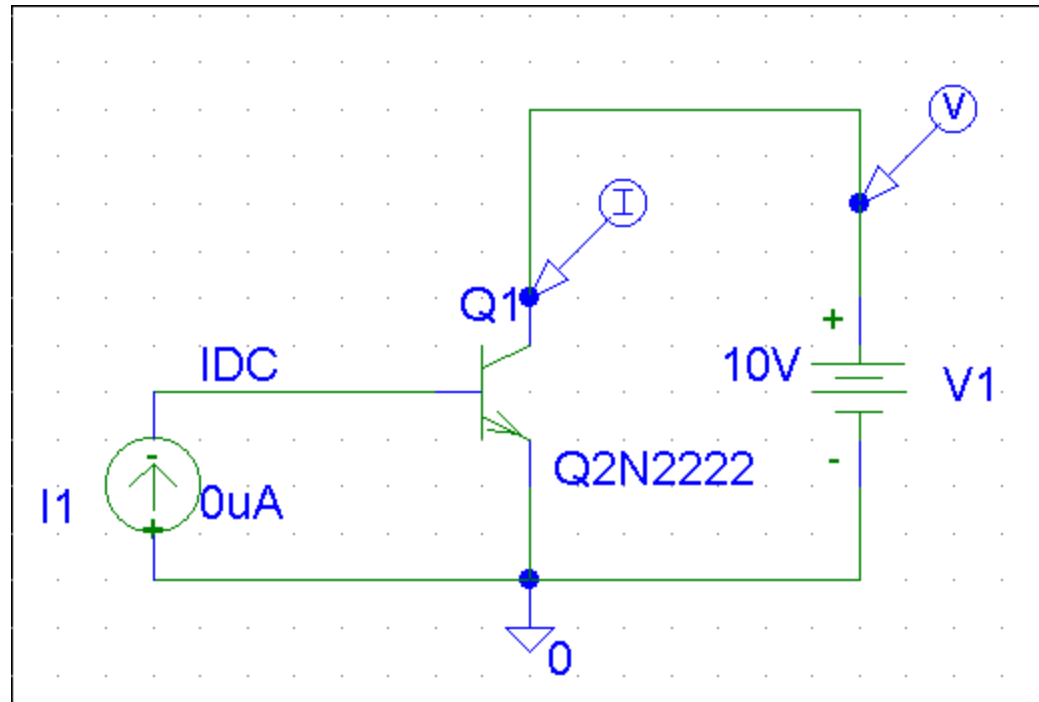 V
I
Q1
IDC
+
10V
V1
-
Q2N2222
-
I1
0uA
+
0